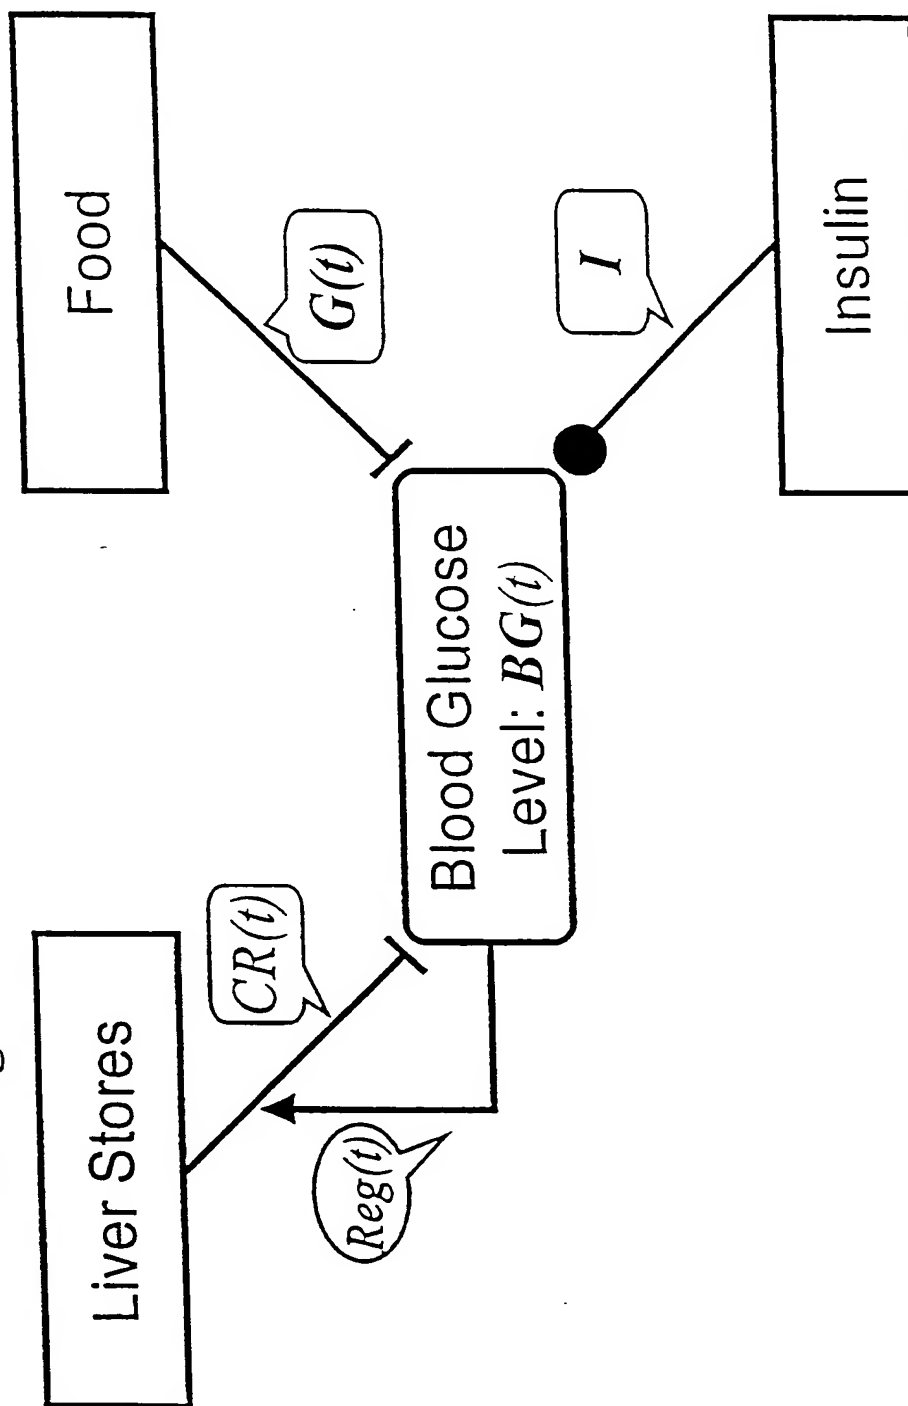 Liver Stores
Food
CR(t)
G(t)
Reg(t)
Blood Glucose
Level: BG(t)
I
Insulin